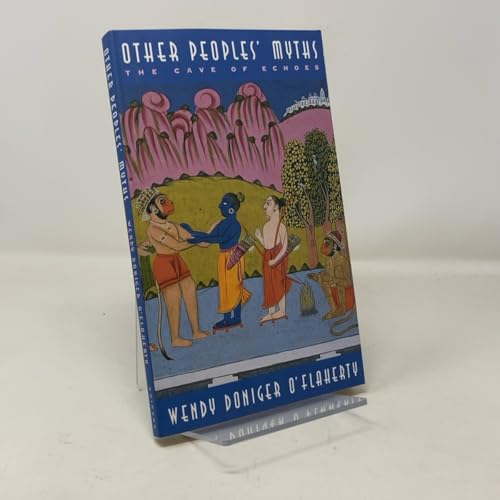 OTHER PEOPLES' MYTHS
THE CAVE OF ECHOES
WENDY DONIGER O'FLAHERTY
OTHER PEOPLES' MYTHS
WENDY DONIGER O'FLAHERTY